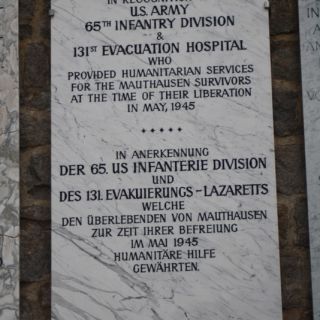 IN RECOGNITION
U.S. ARMY
65TH INFANTRY DIVISION
&
131ST EVACUATION HOSPITAL
WHO
PROVIDED HUMANITARIAN SERVICES
FOR THE MAUTHAUSEN SURVIVORS
AT THE TIME OF THEIR LIBERATION
IN MAY, 1945
IN ANERKENNUNG
DER 65. US INFANTERIE DIVISION
UND
DES 131. EVAKUIERUNGS-LAZARETTS
WELCHE
DEN ÜBERLEBENDEN VON MAUTHAUSEN
ZUR ZEIT IHRER BEFREIUNG
IM MAI 1945
HUMANITÄRE HILFE
GEWÄHRTEN.